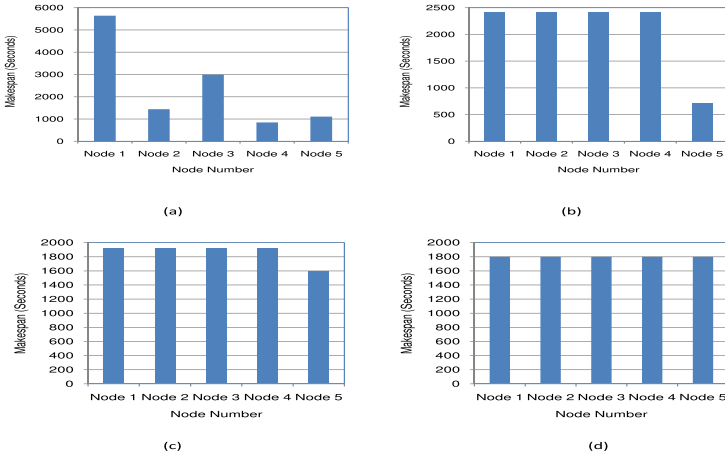 6000
5000
4000
3000
2000
1000
0
Makespan (Seconds)
Node 1 Node 2 Node 3 Node 4 Node 5
Node Number
(a)
2500
2000
1500
1000
500
0
Makespan (Seconds)
Node 1 Node 2 Node 3 Node 4 Node 5
Node Number
(b)
2000
1800
1600
1400
1200
1000
800
600
400
200
0
Makespan (Seconds)
Node 1 Node 2 Node 3 Node 4 Node 5
Node Number
(c)
2000
1800
1600
1400
1200
1000
800
600
400
200
0
Makespan (Seconds)
Node 1 Node 2 Node 3 Node 4 Node 5
Node Number
(d)